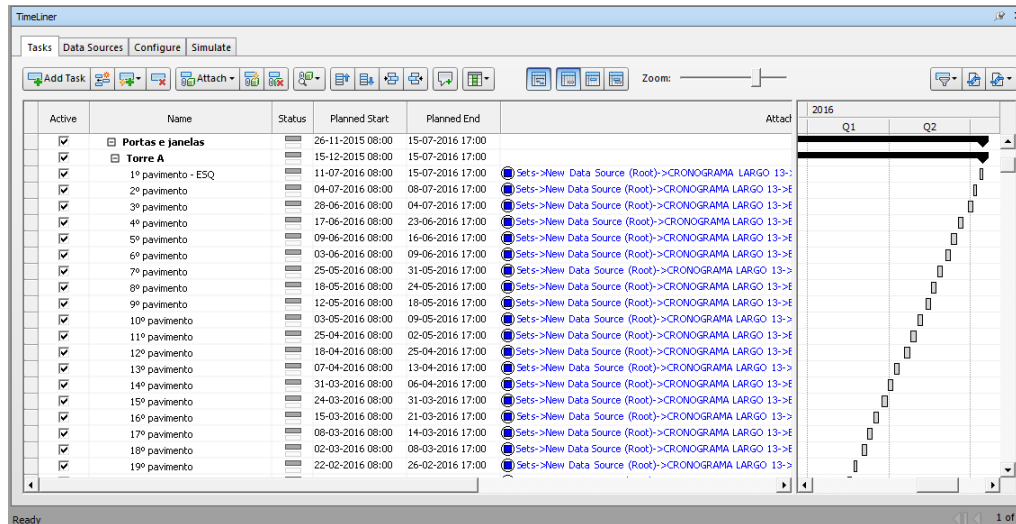 TimeLiner
Tasks Data Sources Configure Simulate
Add Task Attach Zoom:
Active Name Status Planned Start Planned End Attach 2016
Q1 Q2
Portas e janelas 26-11-2015 08:00 15-07-2016 17:00
Torre A 15-12-2015 08:00 15-07-2016 17:00
1º pavimento - ESQ 11-07-2016 08:00 15-07-2016 17:00 Sets->New Data Source (Root)->CRONOGRAMA LARGO 13->
2º pavimento 04-07-2016 08:00 08-07-2016 17:00 Sets->New Data Source (Root)->CRONOGRAMA LARGO 13->E
3º pavimento 28-06-2016 08:00 04-07-2016 17:00 Sets->New Data Source (Root)->CRONOGRAMA LARGO 13->E
4º pavimento 17-06-2016 08:00 23-06-2016 17:00 Sets->New Data Source (Root)->CRONOGRAMA LARGO 13->E
5º pavimento 09-06-2016 08:00 16-06-2016 17:00 Sets->New Data Source (Root)->CRONOGRAMA LARGO 13->E
6º pavimento 03-06-2016 08:00 09-06-2016 17:00 Sets->New Data Source (Root)->CRONOGRAMA LARGO 13->E
7º pavimento 25-05-2016 08:00 31-05-2016 17:00 Sets->New Data Source (Root)->CRONOGRAMA LARGO 13->
8º pavimento 18-05-2016 08:00 24-05-2016 17:00 Sets->New Data Source (Root)->CRONOGRAMA LARGO 13->E
9º pavimento 12-05-2016 08:00 18-05-2016 17:00 Sets->New Data Source (Root)->CRONOGRAMA LARGO 13->E
10º pavimento 03-05-2016 08:00 09-05-2016 17:00 Sets->New Data Source (Root)->CRONOGRAMA LARGO 13->
11º pavimento 25-04-2016 08:00 02-05-2016 17:00 Sets->New Data Source (Root)->CRONOGRAMA LARGO 13->E
12º pavimento 18-04-2016 08:00 25-04-2016 17:00 Sets->New Data Source (Root)->CRONOGRAMA LARGO 13->E
13º pavimento 07-04-2016 08:00 13-04-2016 17:00 Sets->New Data Source (Root)->CRONOGRAMA LARGO 13->
14º pavimento 31-03-2016 08:00 06-04-2016 17:00 Sets->New Data Source (Root)->CRONOGRAMA LARGO 13->E
15º pavimento 24-03-2016 08:00 31-03-2016 17:00 Sets->New Data Source (Root)->CRONOGRAMA LARGO 13->E
16º pavimento 15-03-2016 08:00 21-03-2016 17:00 Sets->New Data Source (Root)->CRONOGRAMA LARGO 13->
17º pavimento 08-03-2016 08:00 14-03-2016 17:00 Sets->New Data Source (Root)->CRONOGRAMA LARGO 13->E
18º pavimento 02-03-2016 08:00 08-03-2016 17:00 Sets->New Data Source (Root)->CRONOGRAMA LARGO 13->E
19º pavimento 22-02-2016 08:00 26-02-2016 17:00 Sets->New Data Source (Root)->CRONOGRAMA LARGO 13->
Ready 1 of